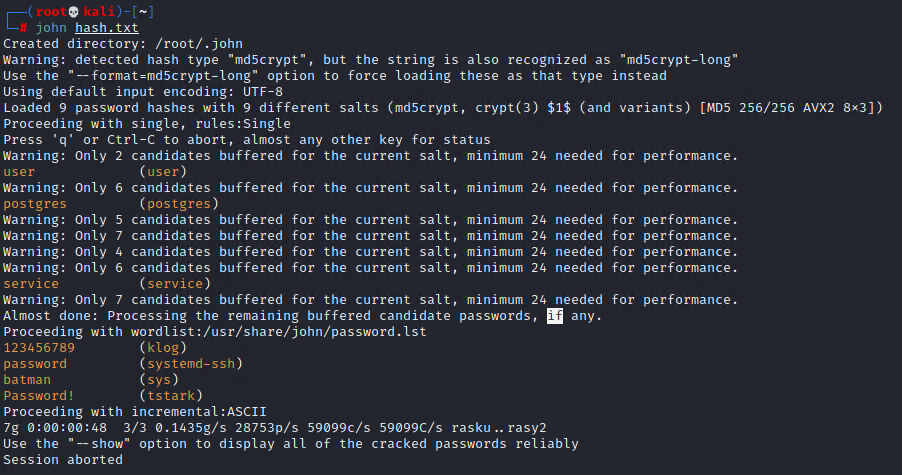 ┌──(root💀kali)-[~]
└─# john hash.txt
Created directory: /root/.john
Warning: detected hash type "md5crypt", but the string is also recognized as "md5crypt-long"
Use the "--format=md5crypt-long" option to force loading these as that type instead
Using default input encoding: UTF-8
Loaded 9 password hashes with 9 different salts (md5crypt, crypt(3) $1$ (and variants) [MD5 256/256 AVX2 8×3])
Proceeding with single, rules:Single
Press 'q' or Ctrl-C to abort, almost any other key for status
Warning: Only 2 candidates buffered for the current salt, minimum 24 needed for performance.
user             (user)
Warning: Only 6 candidates buffered for the current salt, minimum 24 needed for performance.
postgres         (postgres)
Warning: Only 5 candidates buffered for the current salt, minimum 24 needed for performance.
Warning: Only 7 candidates buffered for the current salt, minimum 24 needed for performance.
Warning: Only 4 candidates buffered for the current salt, minimum 24 needed for performance.
Warning: Only 6 candidates buffered for the current salt, minimum 24 needed for performance.
service          (service)
Warning: Only 7 candidates buffered for the current salt, minimum 24 needed for performance.
Almost done: Processing the remaining buffered candidate passwords, if any.
Proceeding with wordlist:/usr/share/john/password.lst
123456789        (klog)
password         (systemd-ssh)
batman           (sys)
Password!        (tstark)
Proceeding with incremental:ASCII
7g 0:00:00:48  3/3 0.1435g/s 28753p/s 59099c/s 59099C/s rasku..rasy2
Use the "--show" option to display all of the cracked passwords reliably
Session aborted